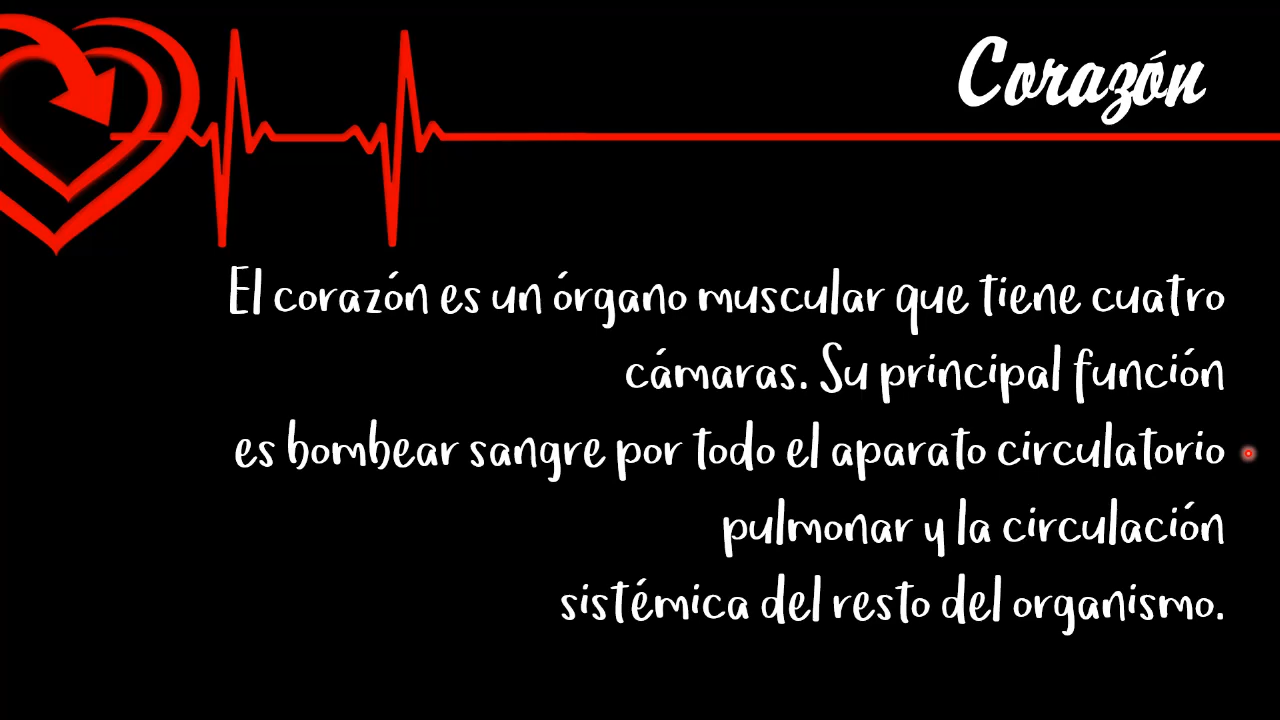 Corazón
El corazón es un órgano muscular que tiene cuatro
cámaras. Su principal función
es bombear sangre por todo el aparato circulatorio
pulmonar y la circulación
sistémica del resto del organismo.